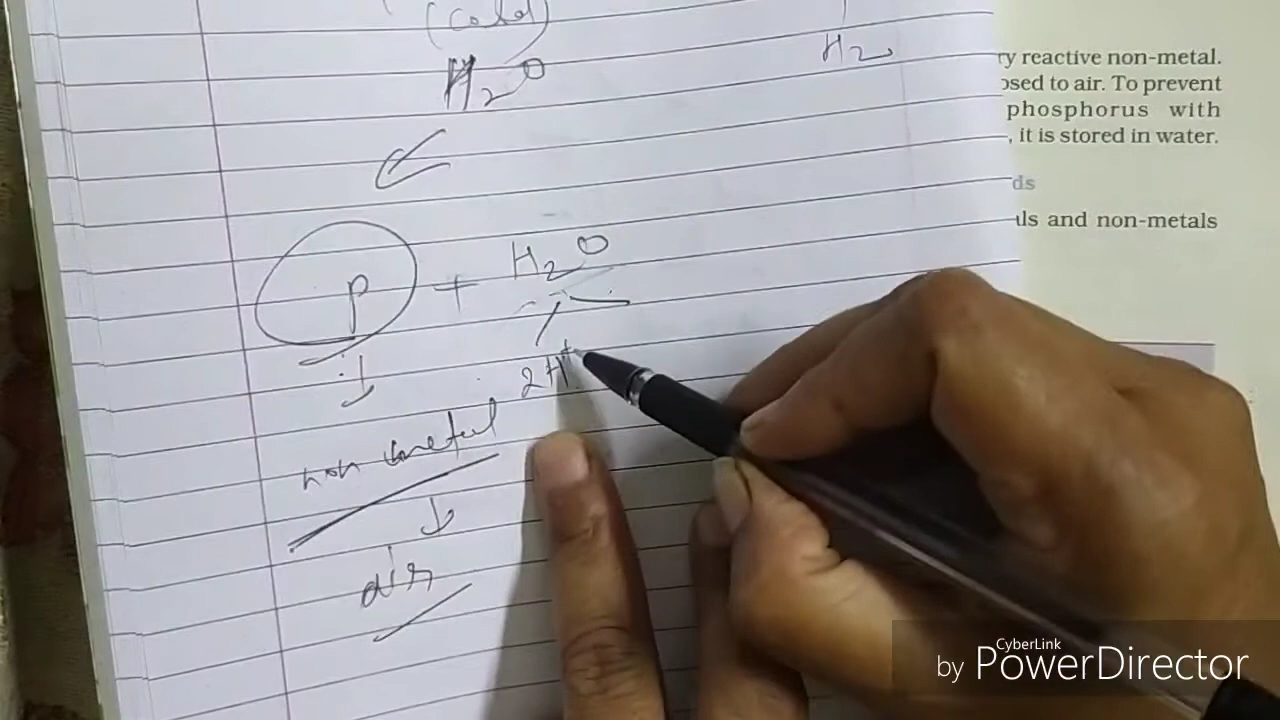 (Cold)
H2O
H2
P + H2O
2H+
non metal
air
ry reactive non-metal.
osed to air. To prevent
phosphorus with
, it is stored in water.
ds
als and non-metals
CyberLink
by PowerDirector